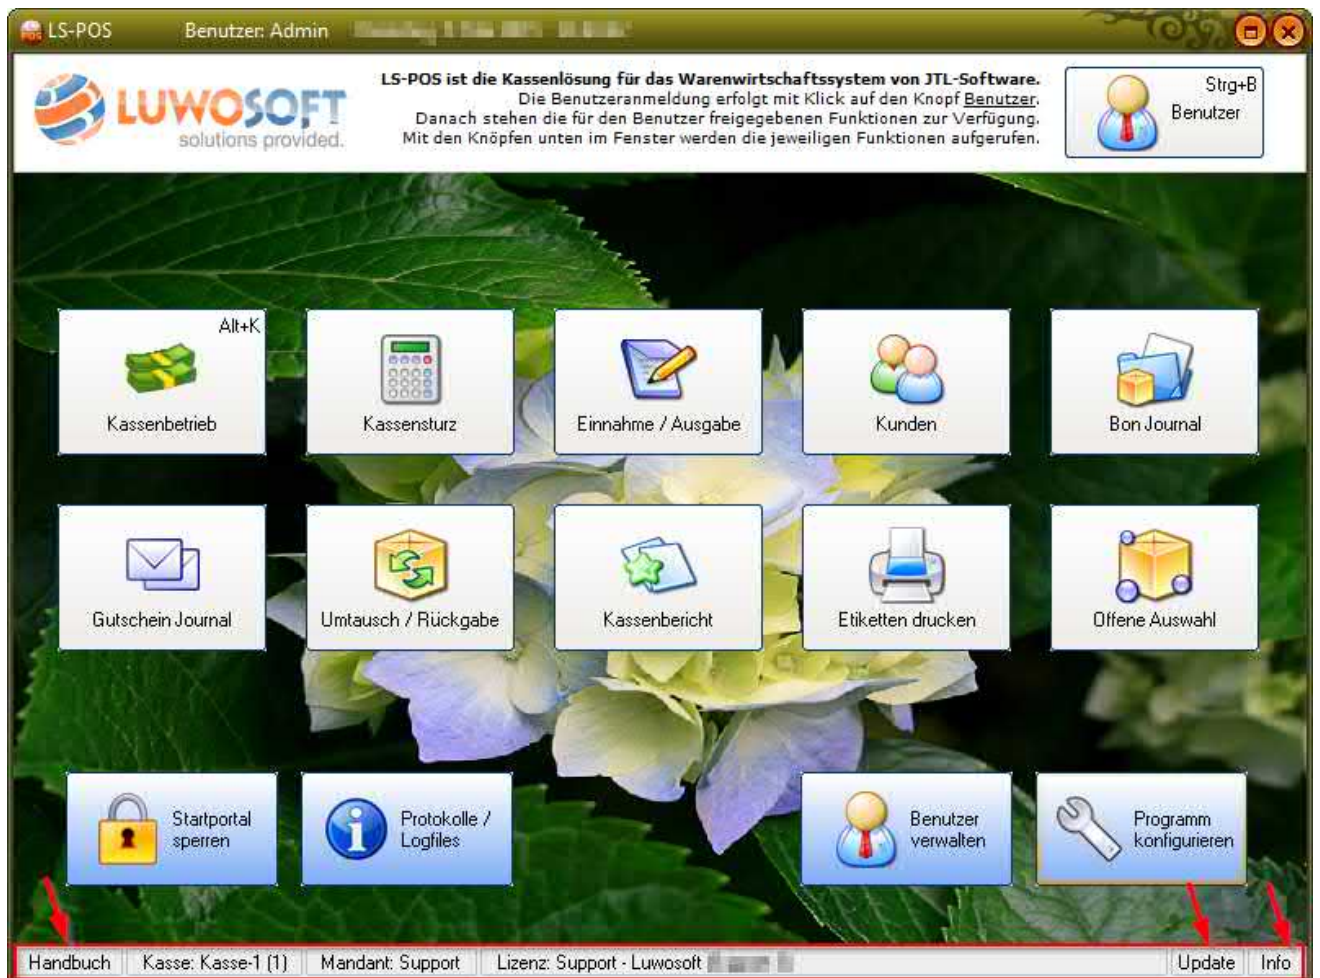 LS-POS Benutzer: Admin
LUWOSOFT
solutions provided.
LS-POS ist die Kassenlösung für das Warenwirtschaftssystem von JTL-Software.
Die Benutzeranmeldung erfolgt mit Klick auf den Knopf Benutzer.
Danach stehen die für den Benutzer freigegebenen Funktionen zur Verfügung.
Mit den Knöpfen unten im Fenster werden die jeweiligen Funktionen aufgerufen.
Strg+B
Benutzer
Alt+K
Kassenbetrieb
Kassensturz
Einnahme / Ausgabe
Kunden
Bon Journal
Gutschein Journal
Umtausch / Rückgabe
Kassenbericht
Etiketten drucken
Offene Auswahl
Startportal
sperren
Protokolle /
Logfiles
Benutzer
verwalten
Programm
konfigurieren
Handbuch Kasse: Kasse-1 (1) Mandant: Support Lizenz: Support - Luwosoft Update Info